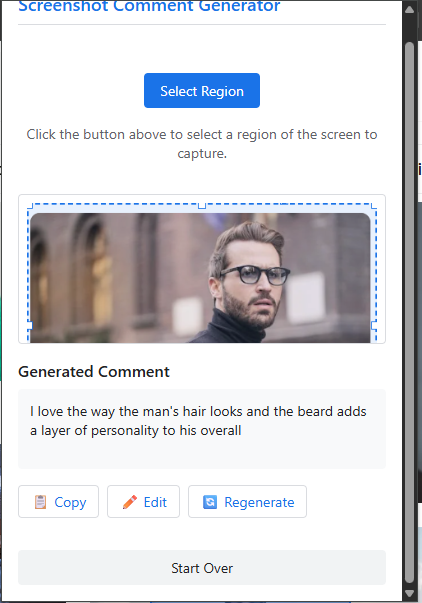 Screenshot Comment Generator
Select Region
Click the button above to select a region of the screen to
capture.
Generated Comment
I love the way the man's hair looks and the beard adds
a layer of personality to his overall
Copy
Edit
Regenerate
Start Over